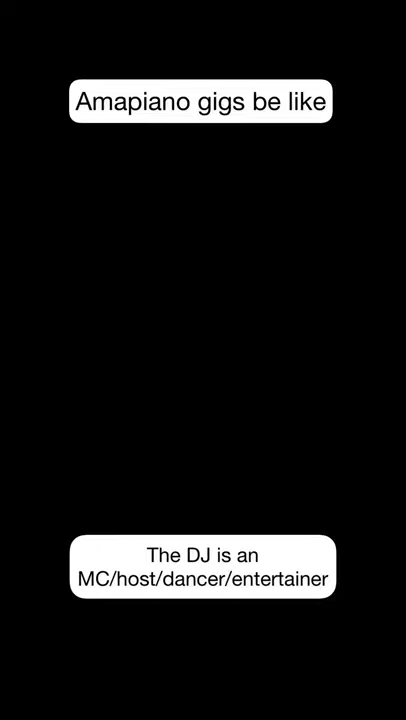 Amapiano gigs be like
The DJ is an
MC/host/dancer/entertainer